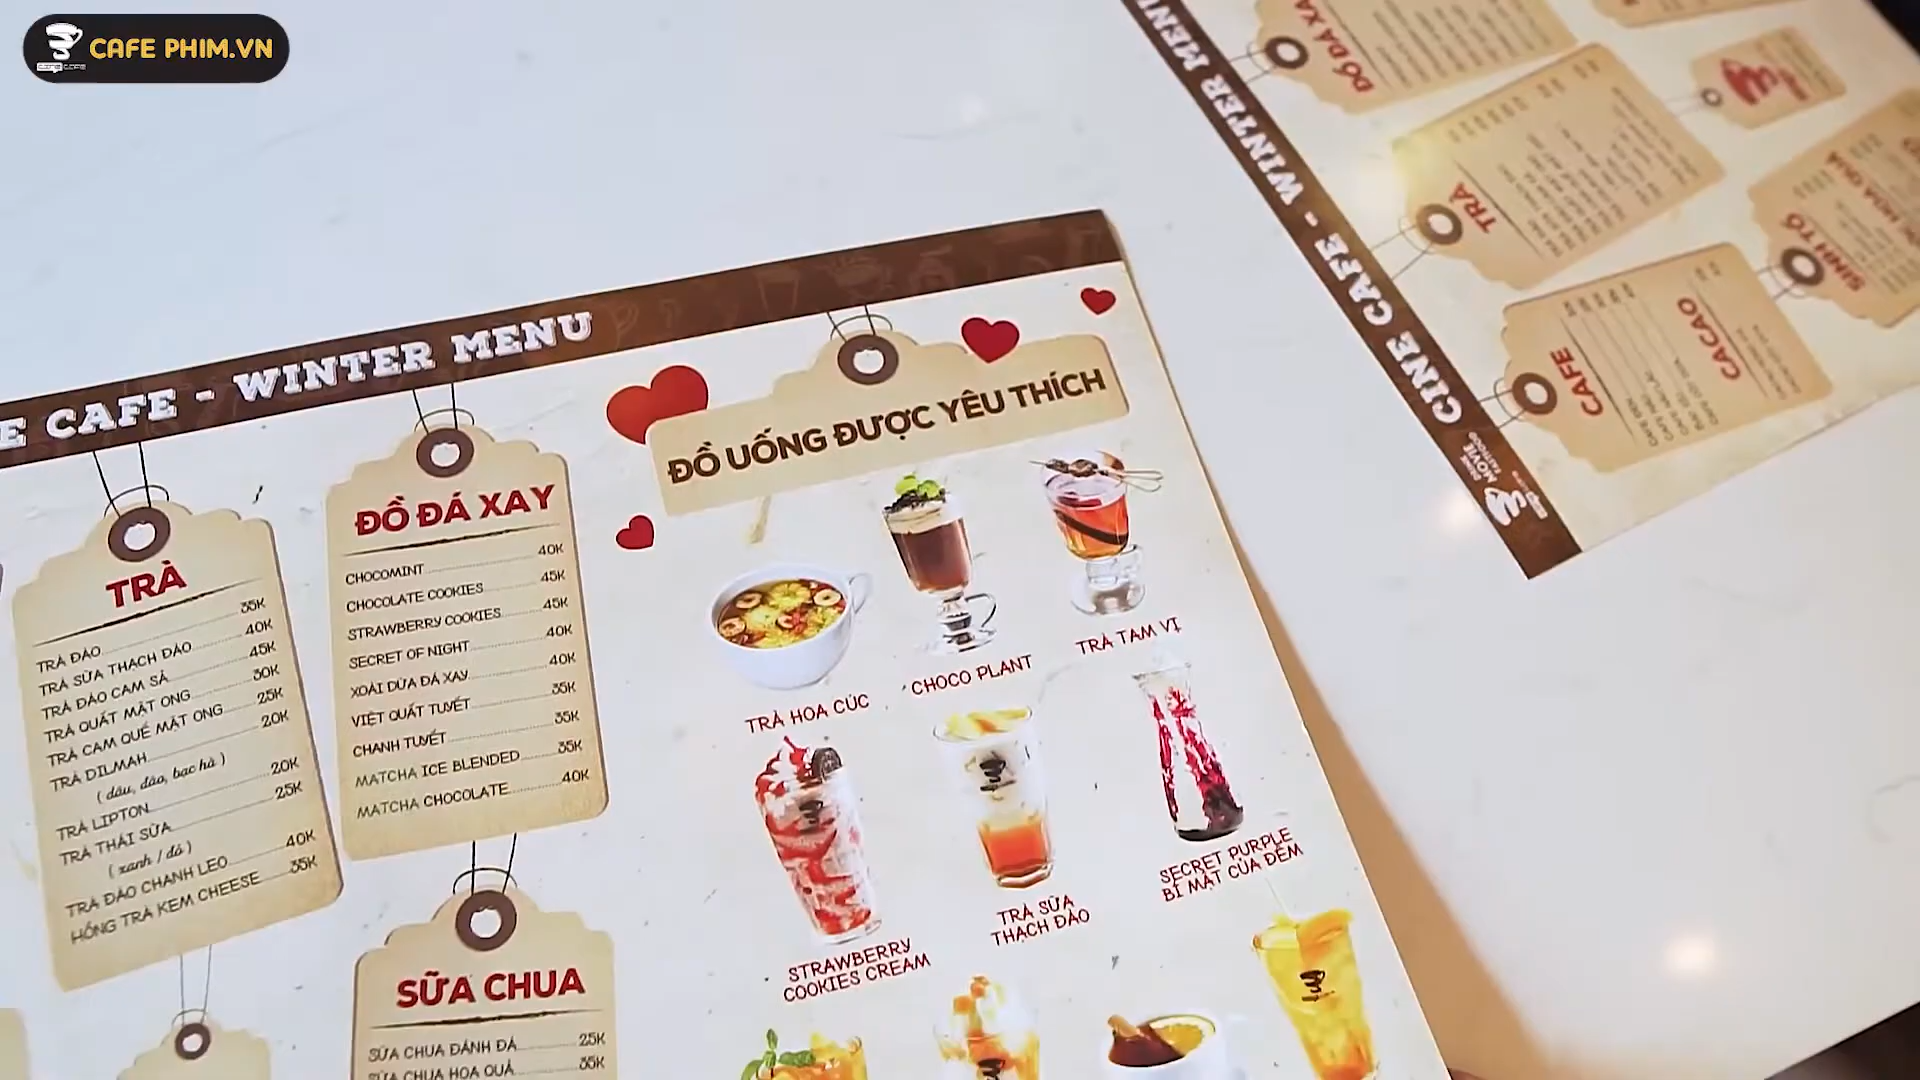 CAFE PHIM.VN
E CAFE - WINTER MENU
TRÀ
TRÀ ĐÀO 35K
TRÀ SỮA THẠCH ĐÀO 40K
TRÀ ĐÀO CAM SẢ 45K
TRÀ QUẤT MẬT ONG 30K
TRÀ CAM QUẾ MẬT ONG 25K
TRÀ DILMAH 20K
( dâu, đào, bạc hà )
TRÀ LIPTON 20K
TRÀ THÁI SỮA 25K
( xanh / đỏ )
TRÀ ĐÀO CHANH LEO 40K
HỒNG TRÀ KEM CHEESE 35K
ĐỒ ĐÁ XAY
CHOCOMINT 40K
CHOCOLATE COOKIES 45K
STRAWBERRY COOKIES 45K
SECRET OF NIGHT 40K
XOÀI DỪA ĐÁ XAY 40K
VIỆT QUẤT TUYẾT 35K
CHANH TUYẾT 35K
MATCHA ICE BLENDED 35K
MATCHA CHOCOLATE 40K
SỮA CHUA
SỮA CHUA ĐÁNH ĐÁ 25K
SỮA CHUA HOA QUẢ 35K
ĐỒ UỐNG ĐƯỢC YÊU THÍCH
TRÀ HOA CÚC
CHOCO PLANT
TRÀ TAM VỊ
STRAWBERRY
COOKIES CREAM
TRÀ SỮA
THẠCH ĐÀO
SECRET PURPLE
BÍ MẬT CỦA ĐÊM
CINE CAFE - WINTER MENU
ĐỒ ĐÁ XA
TRÀ
CAFE
CACAO
SINH TỐ
MOVIE